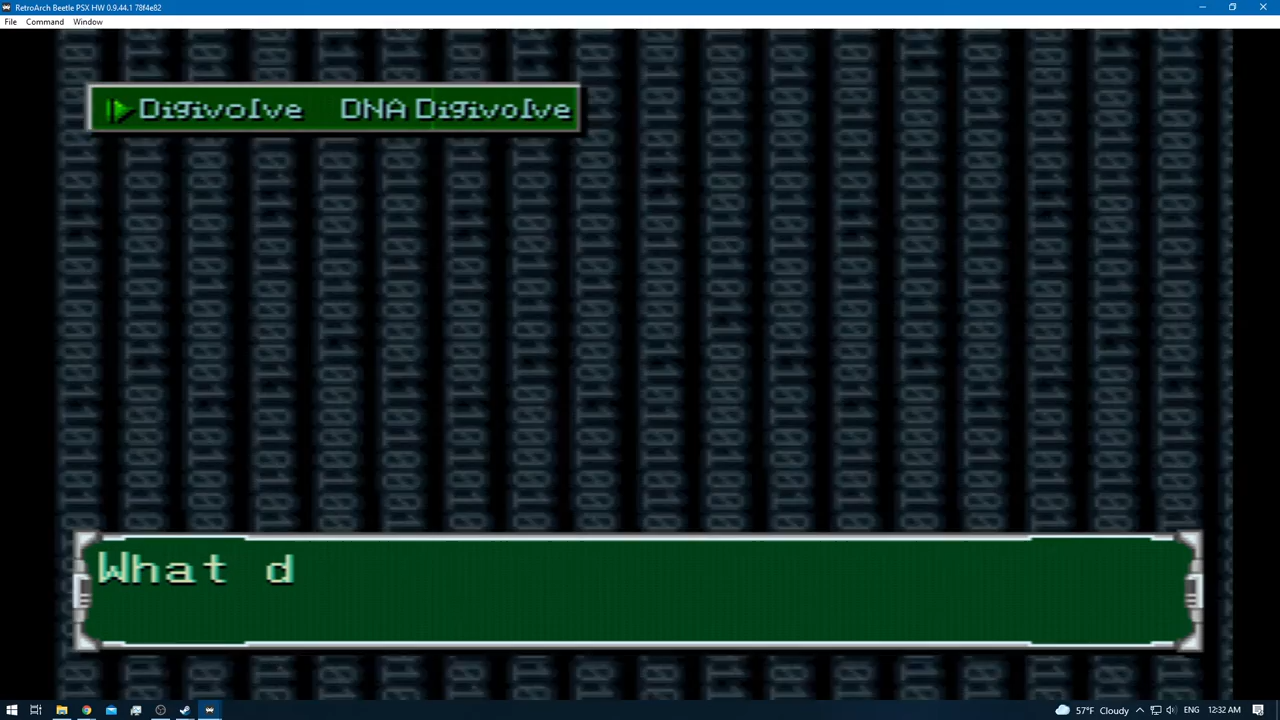 RetroArch Beetle PSX HW 0.9.44.1 78f4e82
File Command Window
Digivolve DNA Digivolve
What d
57°F Cloudy ENG 12:32 AM